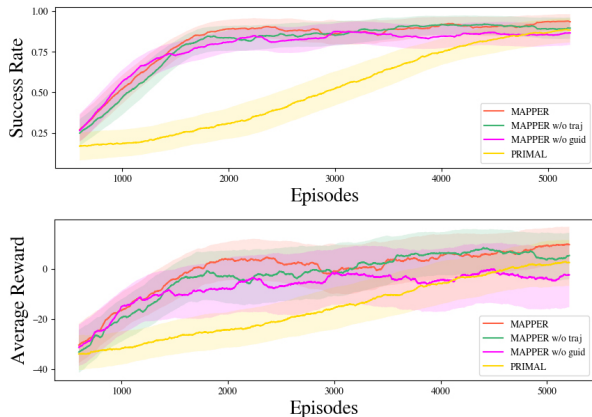 1.00
0.75
0.50
0.25
Success Rate
MAPPER
MAPPER w/o traj
MAPPER w/o guid
PRIMAL
1000 2000 3000 4000 5000
Episodes
0
−20
−40
Average Reward
MAPPER
MAPPER w/o traj
MAPPER w/o guid
PRIMAL
1000 2000 3000 4000 5000
Episodes